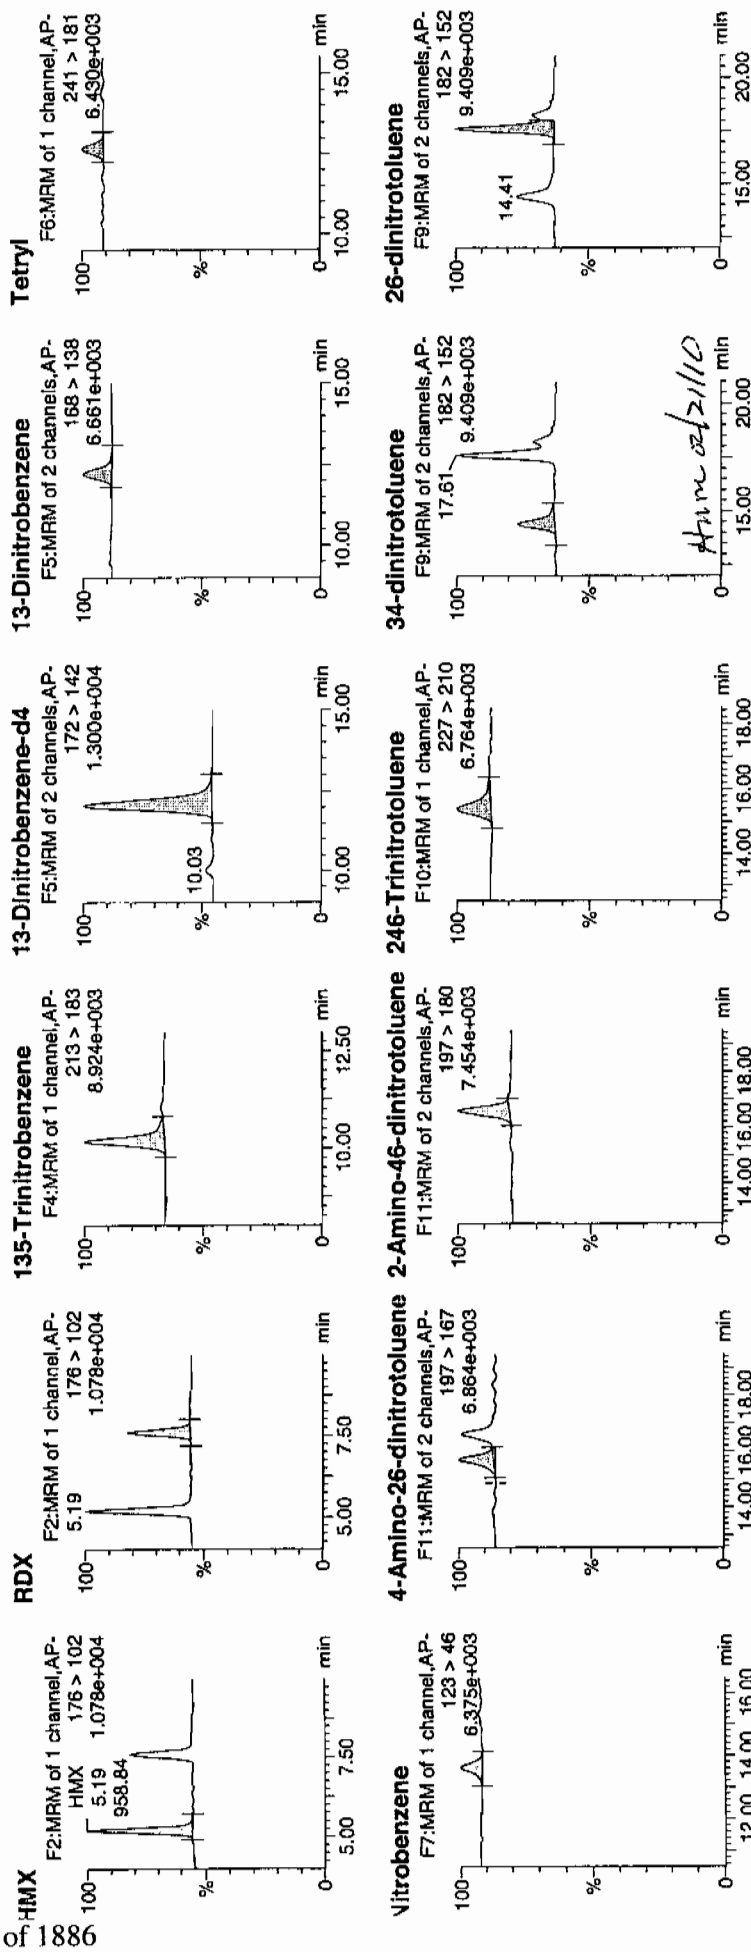 HMX
F2:MRM of 1 channel,AP-
HMX 176 > 102
5.19 1.078e+004
958.84
100
%
5.00 7.50 min
RDX
F2:MRM of 1 channel,AP-
5.19 176 > 102
1.078e+004
100
%
0
5.00 7.50 min
135-Trinitrobenzene
F4:MRM of 1 channel,AP-
213 > 183
8.924e+003
100
%
0
10.00 12.50 min
13-Dinitrobenzene-d4
F5:MRM of 2 channels,AP-
172 > 142
1.300e+004
100
10.03
%
0
10.00 15.00 min
13-Dinitrobenzene
F5:MRM of 2 channels,AP-
168 > 138
6.661e+003
100
%
0
10.00 15.00 min
Tetryl
F6:MRM of 1 channel,AP-
241 > 181
6.430e+003
100
%
0
10.00 15.00 min
Nitrobenzene
F7:MRM of 1 channel,AP-
123 > 46
6.375e+003
100
%
0
12.00 14.00 16.00 min
4-Amino-26-dinitrotoluene
F11:MRM of 2 channels,AP-
197 > 167
6.864e+003
100
%
0
14.00 16.00 18.00 min
2-Amino-46-dinitrotoluene
F11:MRM of 2 channels,AP-
197 > 180
7.454e+003
100
%
0
14.00 16.00 18.00 min
246-Trinitrotoluene
F10:MRM of 1 channel,AP-
227 > 210
6.764e+003
100
%
0
14.00 16.00 18.00 min
34-dinitrotoluene
F9:MRM of 2 channels,AP-
17.61 182 > 152
9.409e+003
100
%
0
15.00 20.00 min
02/21/10
26-dinitrotoluene
F9:MRM of 2 channels,AP-
182 > 152
9.409e+003
100
14.41
%
0
15.00 20.00 min
of 1886